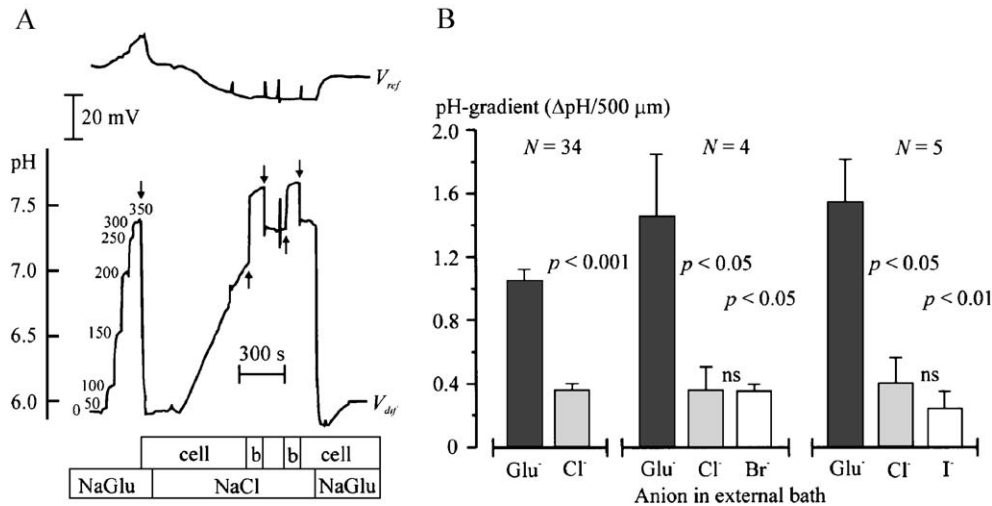 A
V_ref
20 mV
pH
7.5
7.0
6.5
6.0
350
300
250
200
150
100
50
0
300 s
V_dif
cell b b cell
NaGlu NaCl NaGlu
B
pH-gradient (ΔpH/500 μm)
2.0
1.6
1.2
0.8
0.4
0
N = 34
p < 0.001
Glu⁻ Cl⁻
N = 4
p < 0.05
p < 0.05
ns
Glu⁻ Cl⁻ Br⁻
N = 5
p < 0.05
p < 0.01
ns
Glu⁻ Cl⁻ I⁻
Anion in external bath